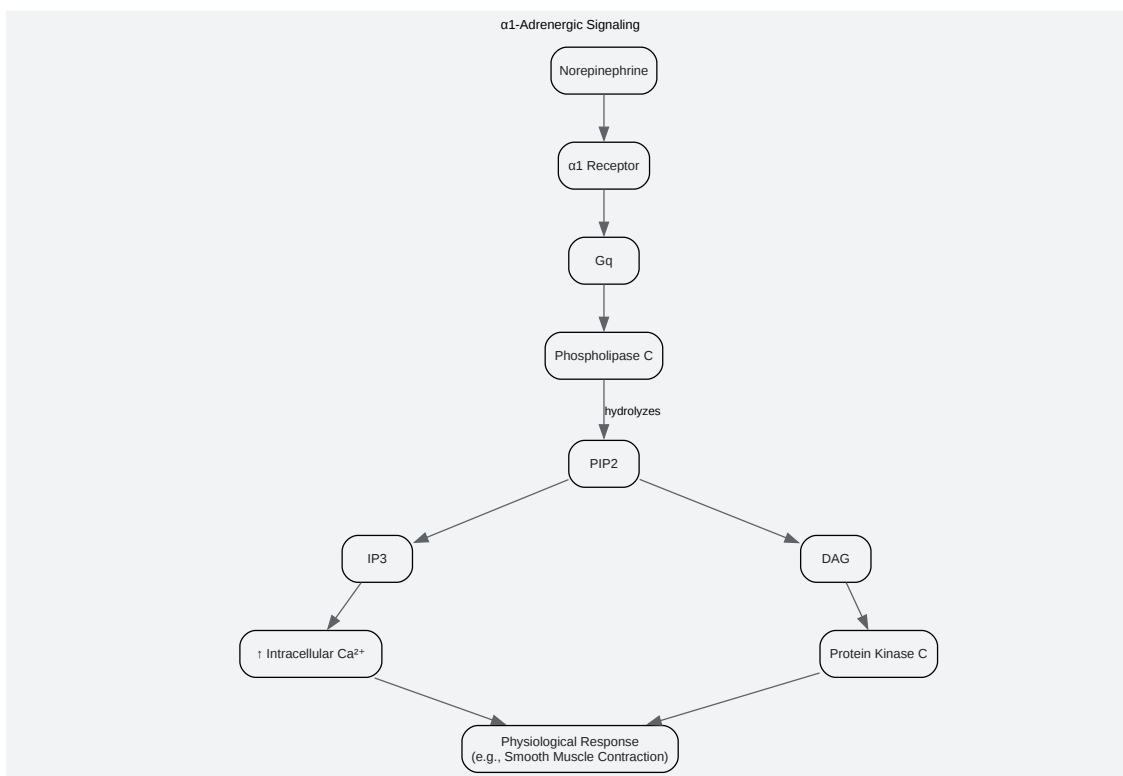 α1-Adrenergic Signaling
Norepinephrine
α1 Receptor
Gq
Phospholipase C
hydrolyzes
PIP2
IP3
DAG
↑ Intracellular Ca²⁺
Protein Kinase C
Physiological Response
(e.g., Smooth Muscle Contraction)